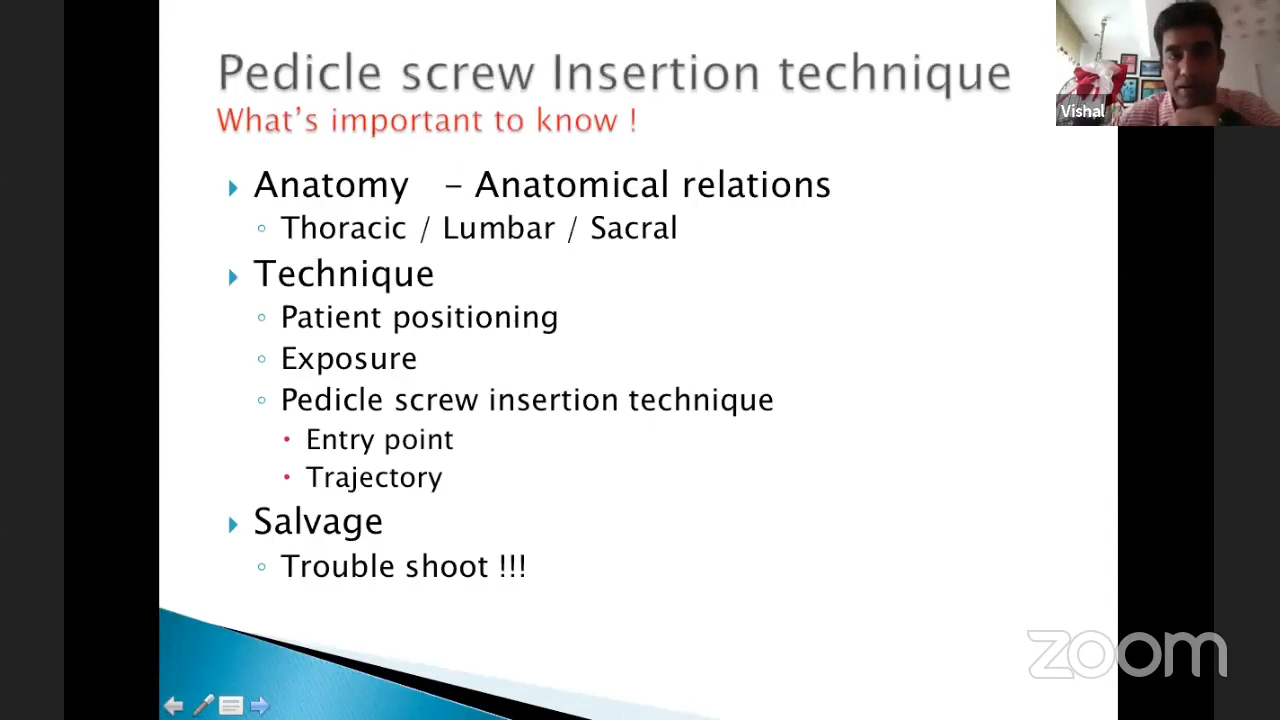 Pedicle screw Insertion technique
What's important to know !
Anatomy – Anatomical relations
Thoracic / Lumbar / Sacral
Technique
Patient positioning
Exposure
Pedicle screw insertion technique
Entry point
Trajectory
Salvage
Trouble shoot !!!
Vishal
zoom